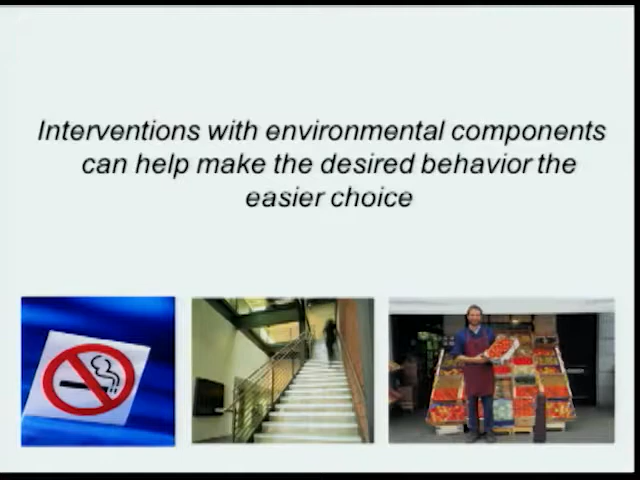 Interventions with environmental components
can help make the desired behavior the
easier choice